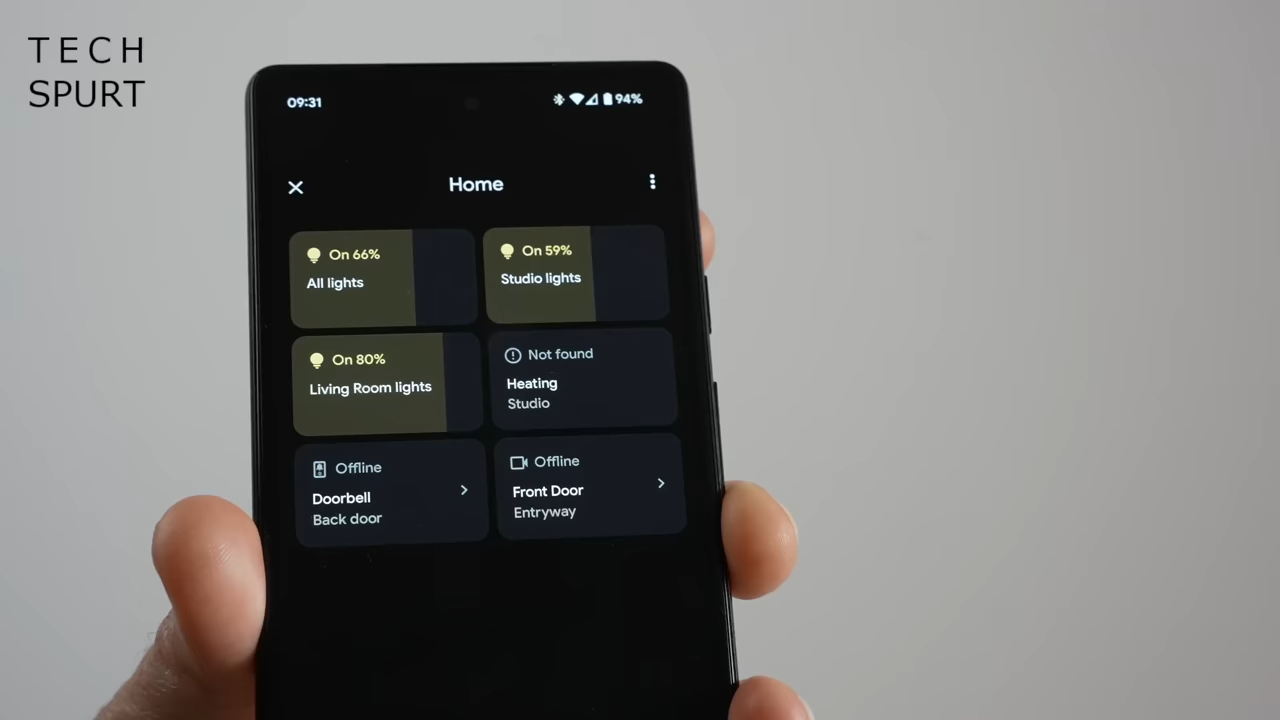 TECH
SPURT
09:31
94%
Home
On 66%
All lights
On 59%
Studio lights
On 80%
Living Room lights
Not found
Heating
Studio
Offline
Doorbell
Back door
Offline
Front Door
Entryway